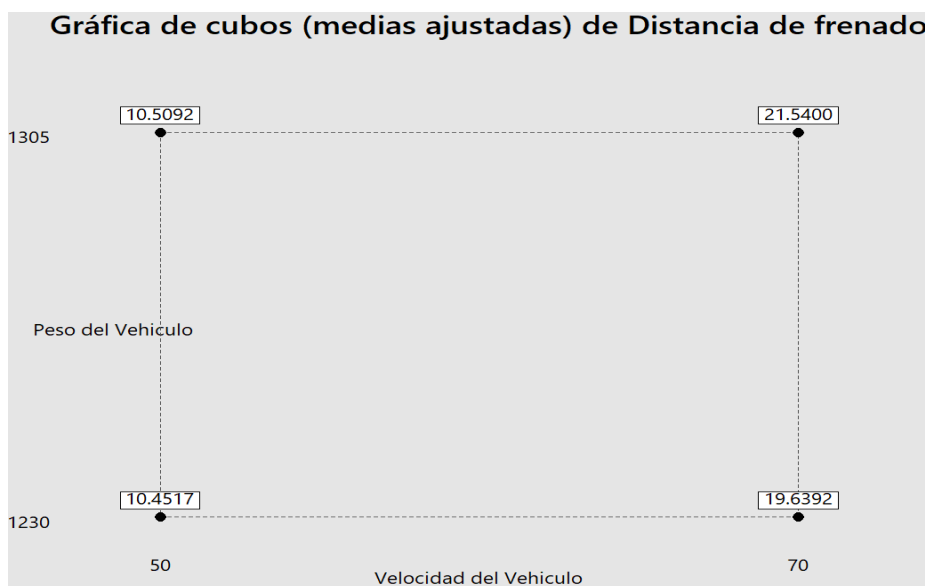 Gráfica de cubos (medias ajustadas) de Distancia de frenado
10.5092 21.5400
1305
Peso del Vehiculo
10.4517 19.6392
1230
50 70
Velocidad del Vehiculo